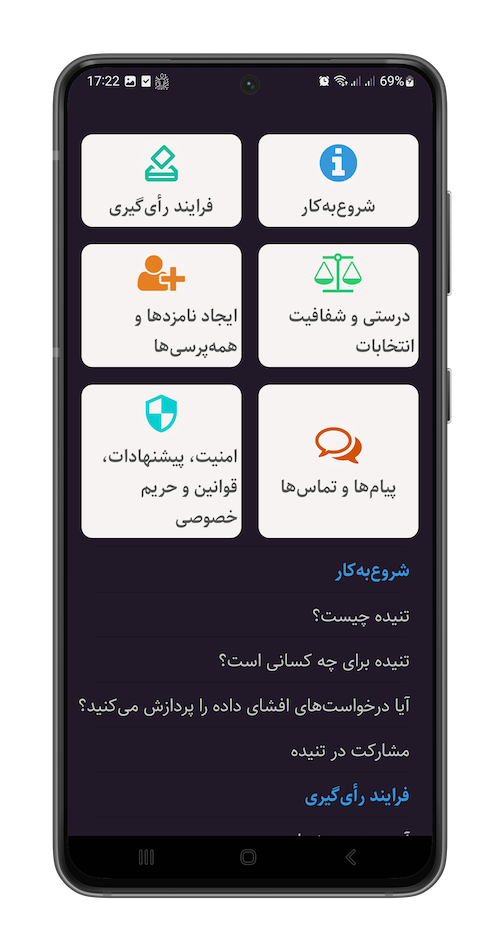 17:22
69%
شروع‌به‌کار
فرایند رأی‌گیری
درستی و شفافیت
انتخابات
ایجاد نامزدها و
همه‌پرسی‌ها
پیام‌ها و تماس‌ها
امنیت، پیشنهادات،
قوانین و حریم
خصوصی
شروع‌به‌کار
تنیده چیست؟
تنیده برای چه کسانی است؟
آیا درخواست‌های افشای داده را پردازش می‌کنید؟
مشارکت در تنیده
فرایند رأی‌گیری